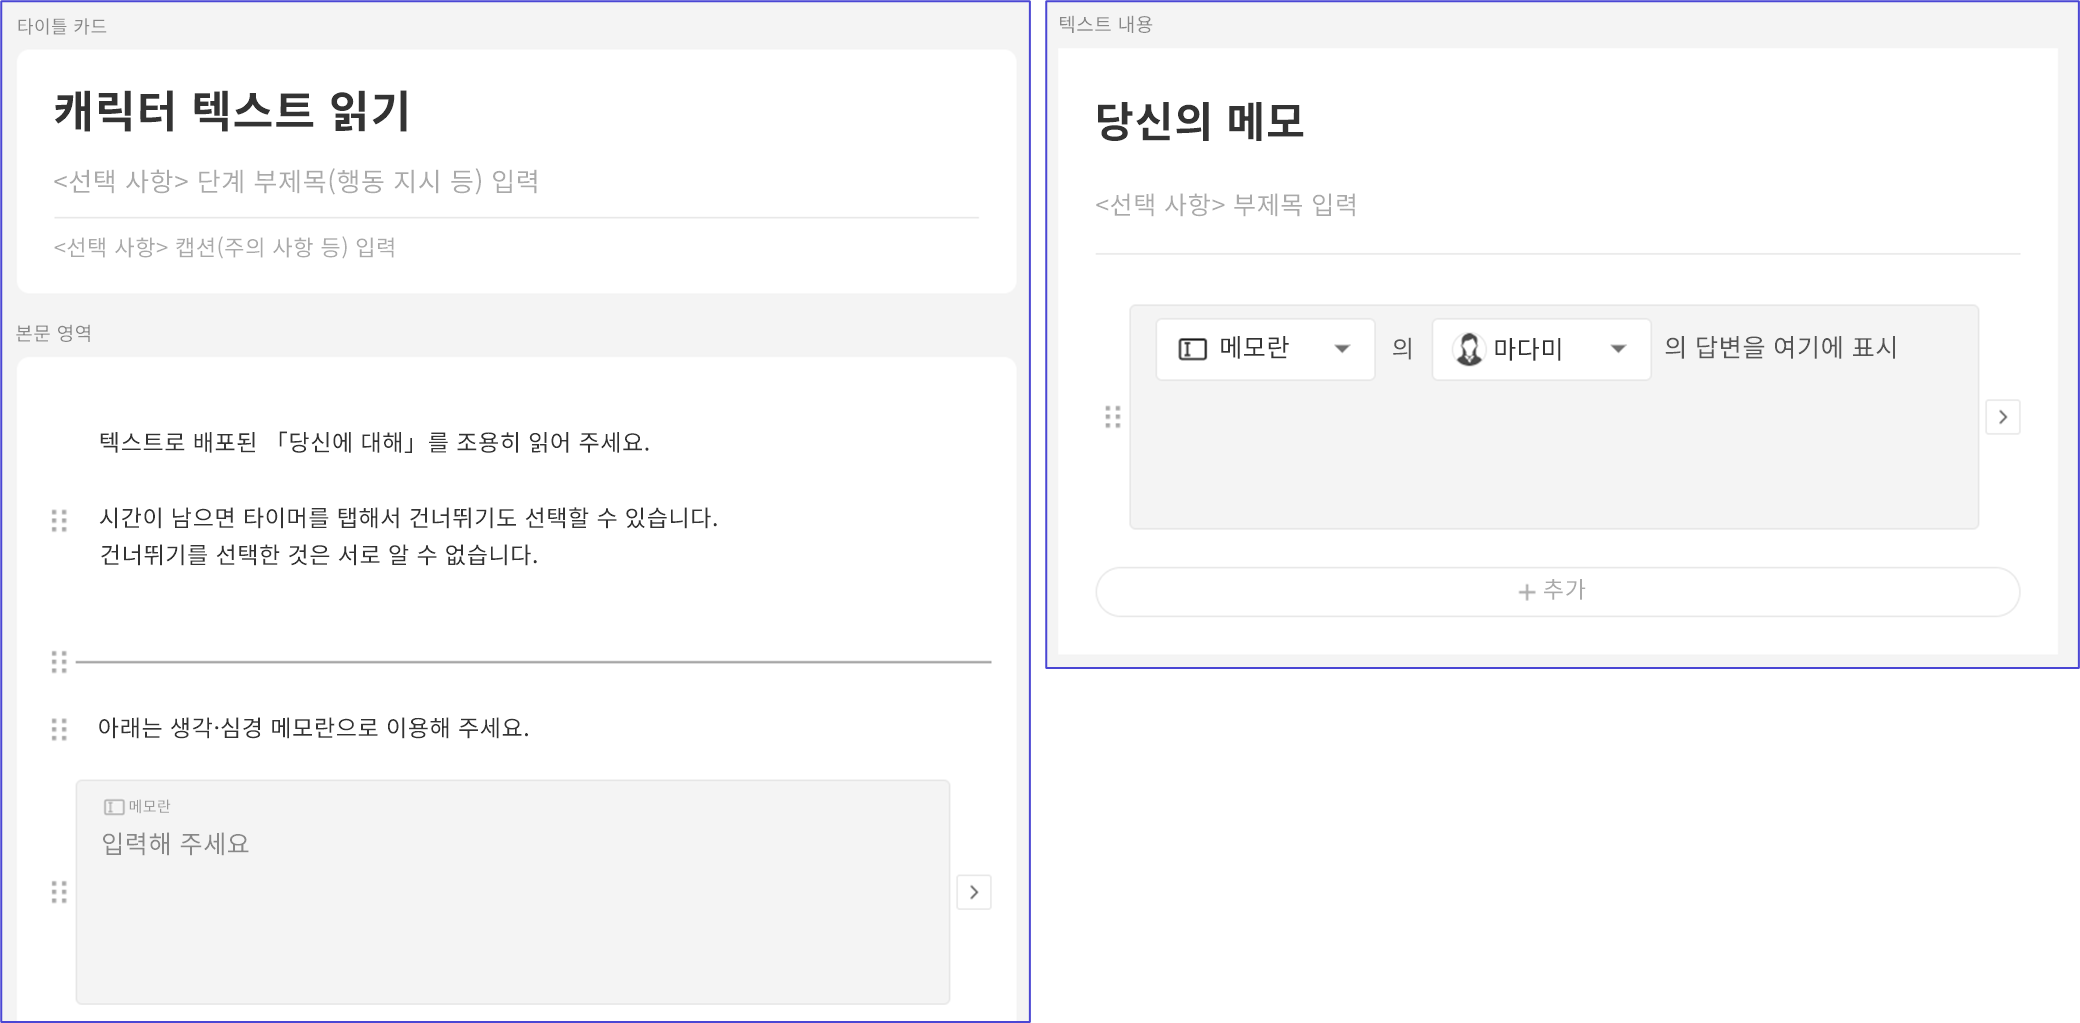 타이틀 카드
캐릭터 텍스트 읽기
<선택 사항> 단계 부제목(행동 지시 등) 입력
<선택 사항> 캡션(주의 사항 등) 입력
본문 영역
텍스트로 배포된 「당신에 대해」를 조용히 읽어 주세요.
시간이 남으면 타이머를 탭해서 건너뛰기도 선택할 수 있습니다.
건너뛰기를 선택한 것은 서로 알 수 없습니다.
아래는 생각·심경 메모란으로 이용해 주세요.
메모란
입력해 주세요
텍스트 내용
당신의 메모
<선택 사항> 부제목 입력
메모란 의 마다미 의 답변을 여기에 표시
+ 추가